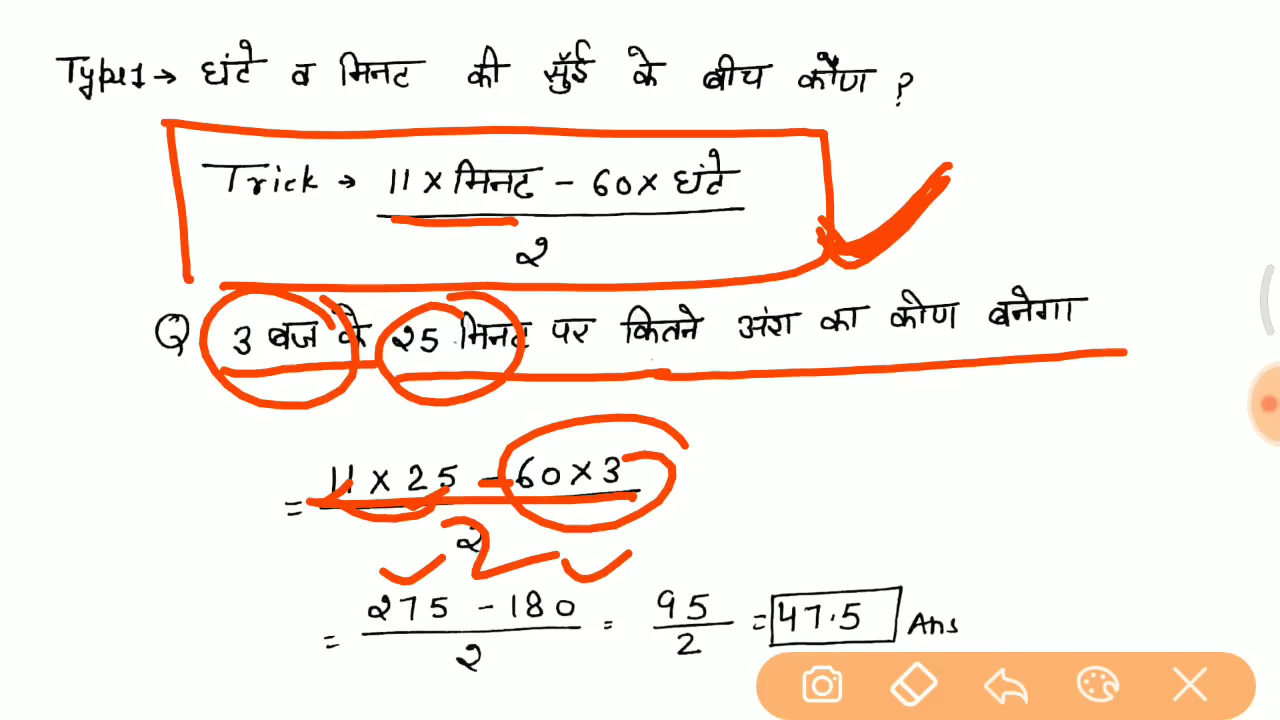 Type1→ घंटे व मिनट की सुँई के बीच कोण ?
Trick → 11 × मिनट - 60 × घंटे
2
Q 3 बज के 25 मिनट पर कितने अंश का कोण बनेगा
= 11 × 25 - 60 × 3
2
= 275 - 180 = 95 = 47.5 Ans
2 2